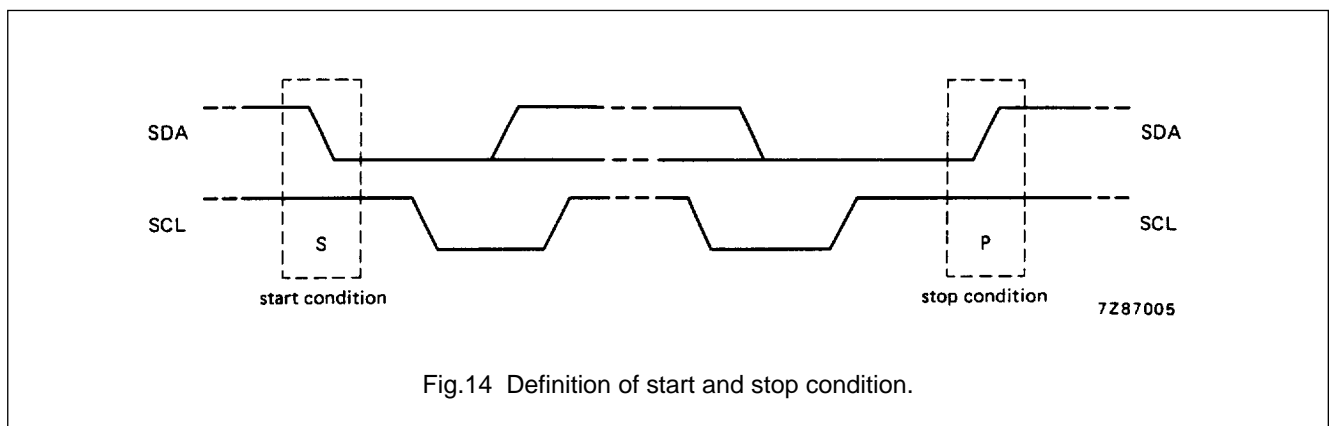 SDA
SDA
SCL
SCL
S
P
start condition
stop condition
7Z87005
Fig.14 Definition of start and stop condition.